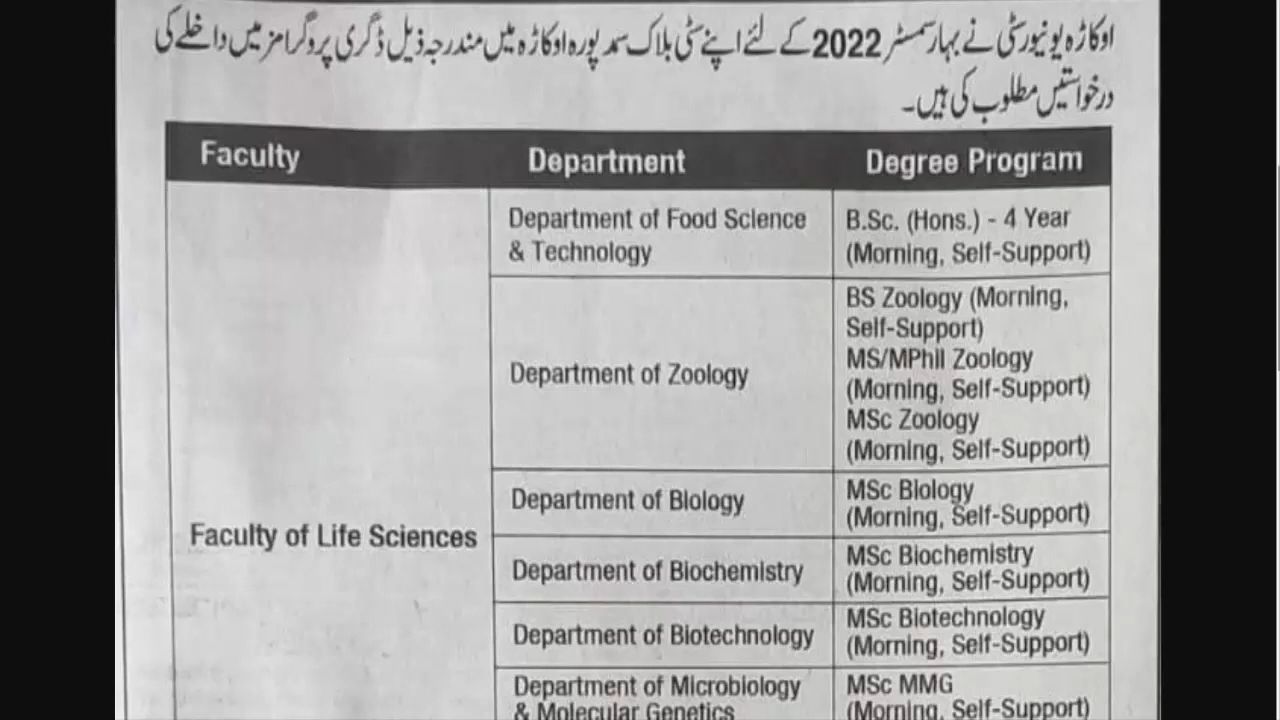 اوکاڑہ یونیورسٹی نے بہار سمسٹر 2022 کے لئے اپنے سٹی بلاک صمد پورہ اوکاڑہ میں مندرجہ ذیل ڈگری پروگرامز میں داخلے کی
درخواستیں مطلوب کی ہیں۔
Faculty Department Degree Program
Faculty of Life Sciences
Department of Food Science
& Technology
B.Sc. (Hons.) - 4 Year
(Morning, Self-Support)
Department of Zoology
BS Zoology (Morning,
Self-Support)
MS/MPhil Zoology
(Morning, Self-Support)
MSc Zoology
(Morning, Self-Support)
Department of Biology
MSc Biology
(Morning, Self-Support)
Department of Biochemistry
MSc Biochemistry
(Morning, Self-Support)
Department of Biotechnology
MSc Biotechnology
(Morning, Self-Support)
Department of Microbiology
& Molecular Genetics
MSc MMG
(Morning, Self-Support)